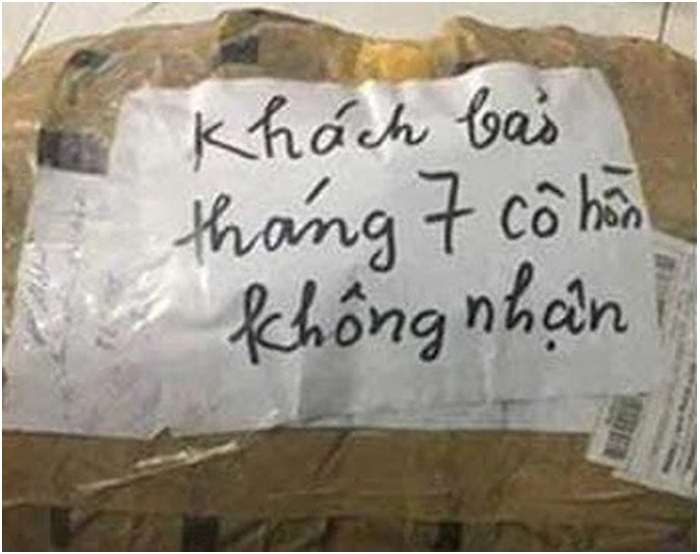 Khách bảo
tháng 7 cô hồn
không nhận